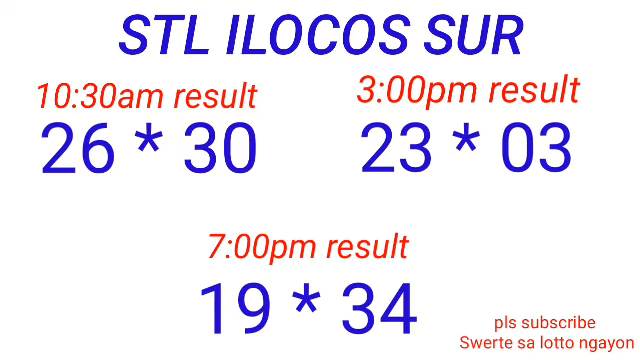 STL ILOCOS SUR
10:30am result
26 * 30
3:00pm result
23 * 03
7:00pm result
19 * 34
pls subscribe
Swerte sa lotto ngayon